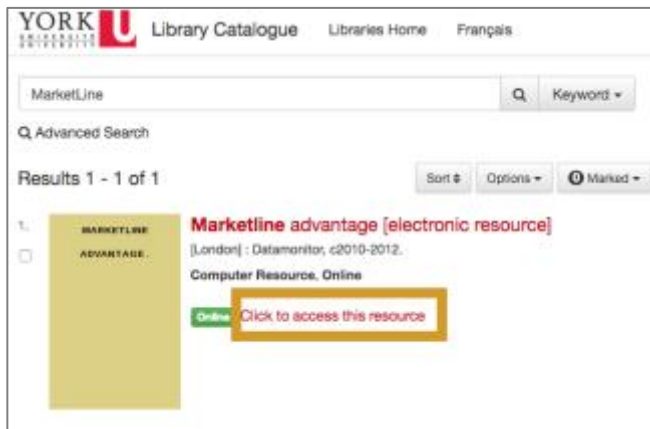 YORK U Library Catalogue Libraries Home Français
UNIVERSITÉ UNIVERSITY
MarketLine Keyword
Advanced Search
Results 1 - 1 of 1 Sort Options 0 Marked
1. MARKETLINE ADVANTAGE.
Marketline advantage [electronic resource]
[London] : Datamonitor, c2010-2012.
Computer Resource, Online
Online Click to access this resource